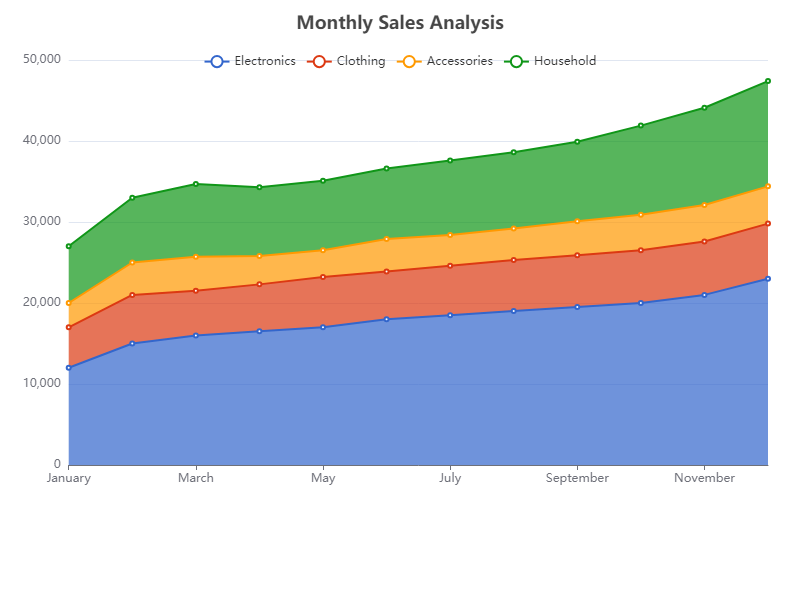 Monthly Sales Analysis
Electronics Clothing Accessories Household
50,000
40,000
30,000
20,000
10,000
0
January March May July September November